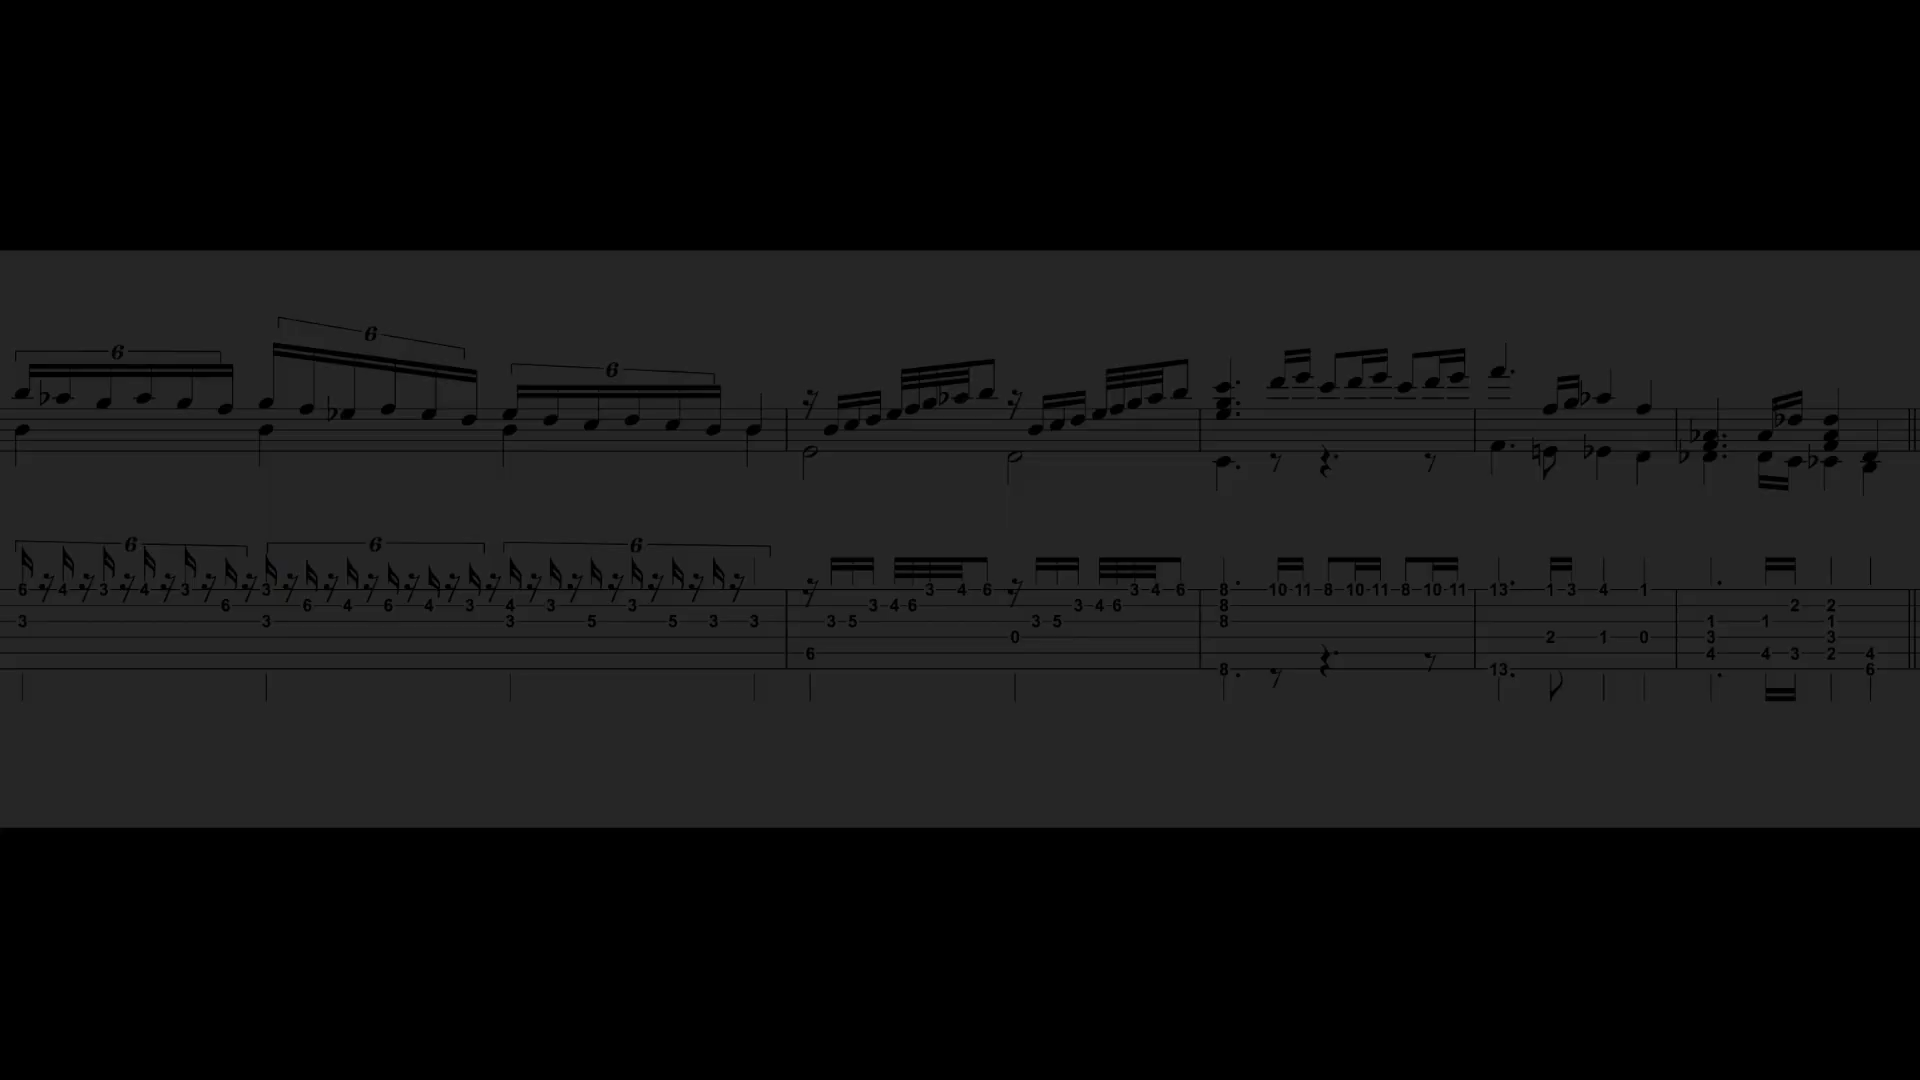 6 6 6
6 6 6
6 4 3 4 3 3 3 4 6 3 4 6 8 10 11 8 10 11 8 10 11 13 1 3 4 1
6 6 4 6 4 3 4 3 3 3 4 6 3 4 6 8 2 2
3 3 3 5 5 3 3 3 5 3 5 8 1 1 1
0 2 1 0 3 3
6 4 4 3 2 4
8 13 6